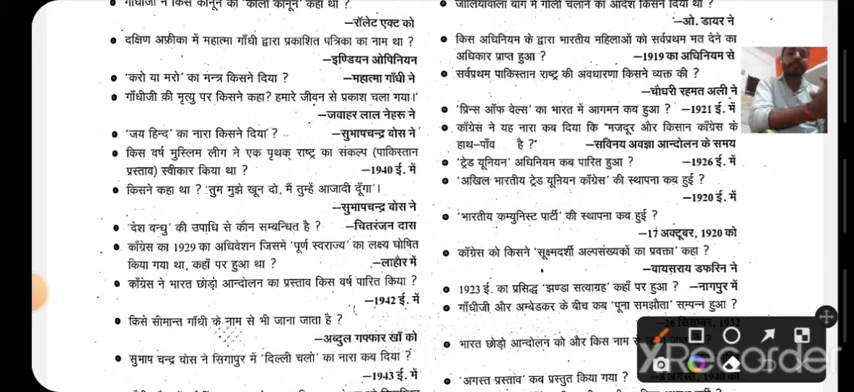 गाँधीजी ने किस कानून को 'काला कानून' कहा था ?
—रॉलेट एक्ट को
• दक्षिण अफ्रीका में महात्मा गाँधी द्वारा प्रकाशित पत्रिका का नाम था ?
—इण्डियन ओपिनियन
• 'करो या मरो' का मन्त्र किसने दिया ? —महात्मा गाँधी ने
• गाँधीजी की मृत्यु पर किसने कहा? हमारे जीवन से प्रकाश चला गया।'
—जवाहर लाल नेहरू ने
• 'जय हिन्द' का नारा किसने दिया ? —सुभाषचन्द्र बोस ने
• किस वर्ष मुस्लिम लीग ने एक पृथक् राष्ट्र का संकल्प (पाकिस्तान
प्रस्ताव) स्वीकार किया था ? —1940 ई. में
• किसने कहा था ? 'तुम मुझे खून दो, मैं तुम्हें आजादी दूँगा'।
—सुभाषचन्द्र बोस ने
• 'देश बन्धु' की उपाधि से कौन सम्बन्धित है ? —चितरंजन दास
• काँग्रेस का 1929 का अधिवेशन जिसमें 'पूर्ण स्वराज्य' का लक्ष्य घोषित
किया गया था, कहाँ पर हुआ था ? —लाहौर में
• काँग्रेस ने भारत छोड़ो आन्दोलन का प्रस्ताव किस वर्ष पारित किया ?
—1942 ई. में
• किसे सीमान्त गाँधी के नाम से भी जाना जाता है ?
—अब्दुल गफ्फार खाँ को
• सुभाष चन्द्र बोस ने सिंगापुर में 'दिल्ली चलो' का नारा कब दिया ?
—1943 ई. में
जलियाँवाला बाग में गोली चलाने का आदेश किसने दिया था ?
—ओ. डायर ने
• किस अधिनियम के द्वारा भारतीय महिलाओं को सर्वप्रथम मत देने का
अधिकार प्राप्त हुआ ? —1919 का अधिनियम से
• सर्वप्रथम पाकिस्तान राष्ट्र की अवधारणा किसने व्यक्त की ?
—चौधरी रहमत अली ने
• 'प्रिन्स ऑफ वेल्स' का भारत में आगमन कब हुआ ? —1921 ई. में
• काँग्रेस ने यह नारा कब दिया कि "मजदूर और किसान काँग्रेस के
हाथ-पाँव है ?" —सविनय अवज्ञा आन्दोलन के समय
• 'ट्रेड यूनियन' अधिनियम कब पारित हुआ ? —1926 ई. में
• 'अखिल भारतीय ट्रेड यूनियन काँग्रेस' की स्थापना कब हुई ?
—1920 ई. में
• 'भारतीय कम्युनिस्ट पार्टी' की स्थापना कब हुई ?
—17 अक्टूबर, 1920 को
• काँग्रेस को किसने 'सूक्ष्मदर्शी अल्पसंख्यकों का प्रवक्ता' कहा ?
—वायसराय डफरिन ने
• 1923 ई. का प्रसिद्ध 'झण्डा सत्याग्रह' कहाँ पर हुआ ? —नागपुर में
• गाँधीजी और अम्बेडकर के बीच कब 'पूना समझौता' सम्पन्न हुआ ?
—26 सितम्बर, 1932
• भारत छोड़ो आन्दोलन को और किस नाम से
• 'अगस्त प्रस्ताव' कब प्रस्तुत किया गया ? —8 अगस्त, 1940 को
XRecorder